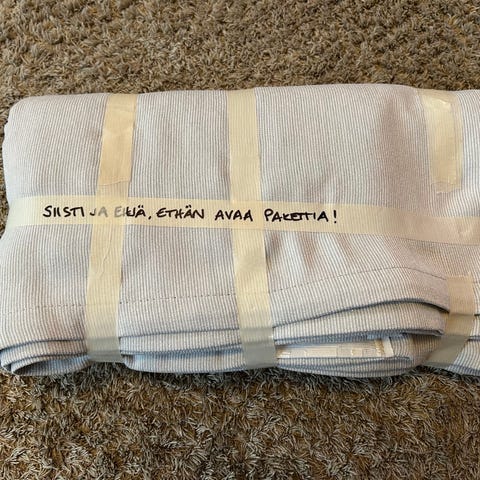 SIISTI JA EHJÄ, ETHÄN AVAA PAKETTIA!